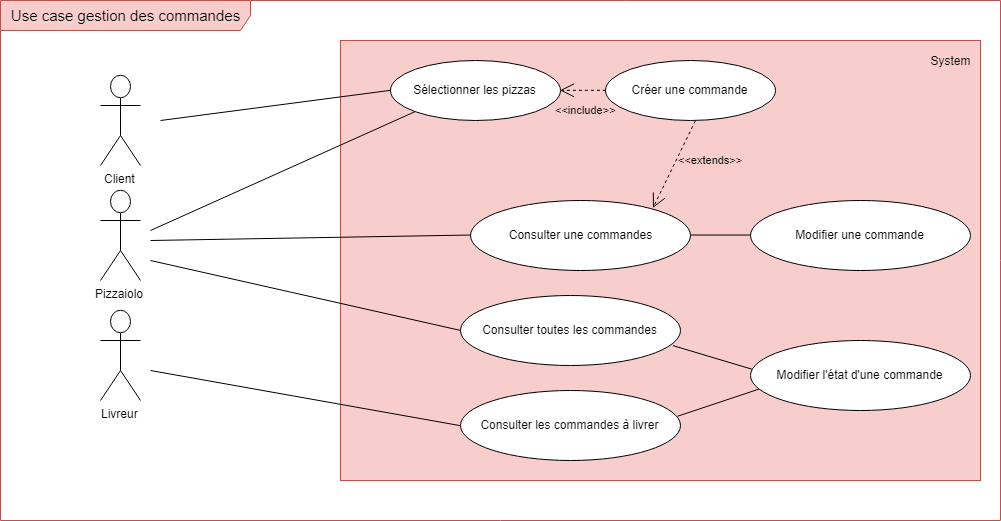 Use case gestion des commandes
System
Sélectionner les pizzas
Créer une commande
<<include>>
Client
<<extends>>
Consulter une commandes
Modifier une commande
Pizzaiolo
Consulter toutes les commandes
Modifier l'état d'une commande
Livreur
Consulter les commandes à livrer